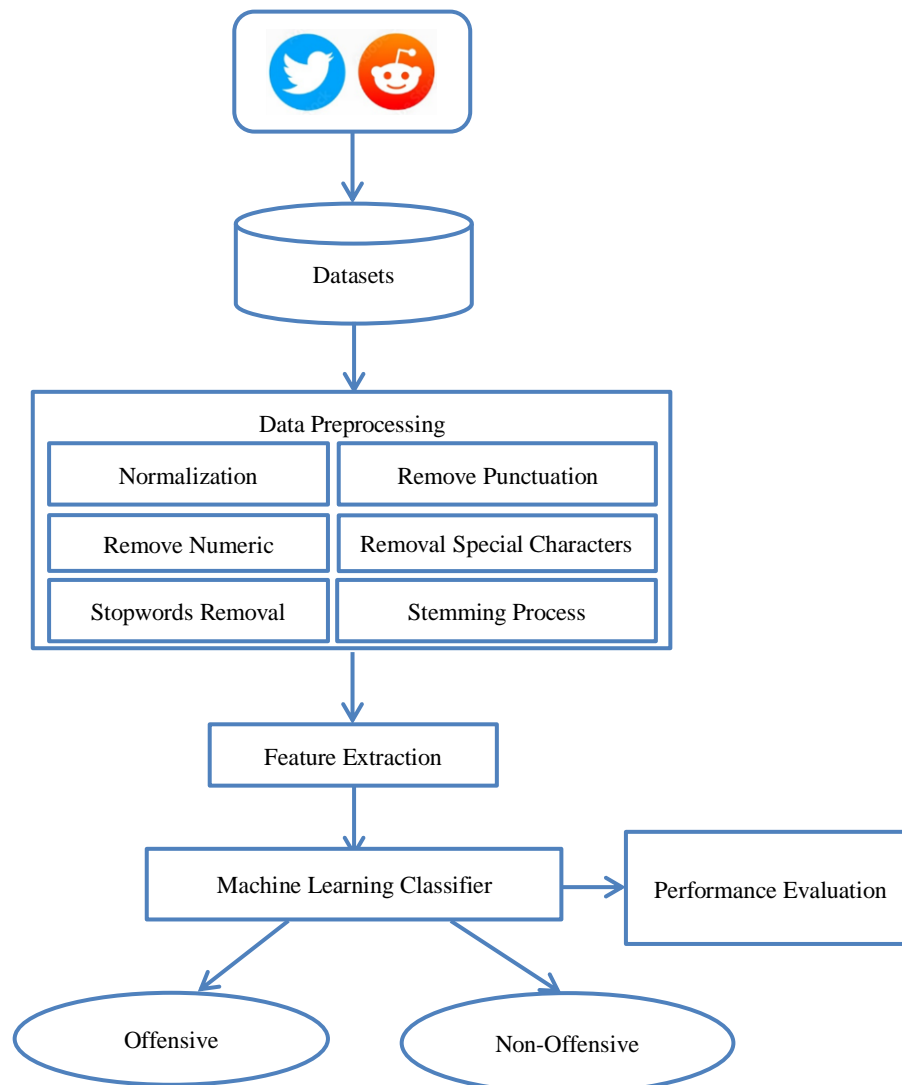 Datasets
Data Preprocessing
Normalization
Remove Punctuation
Remove Numeric
Removal Special Characters
Stopwords Removal
Stemming Process
Feature Extraction
Machine Learning Classifier
Performance Evaluation
Offensive
Non-Offensive